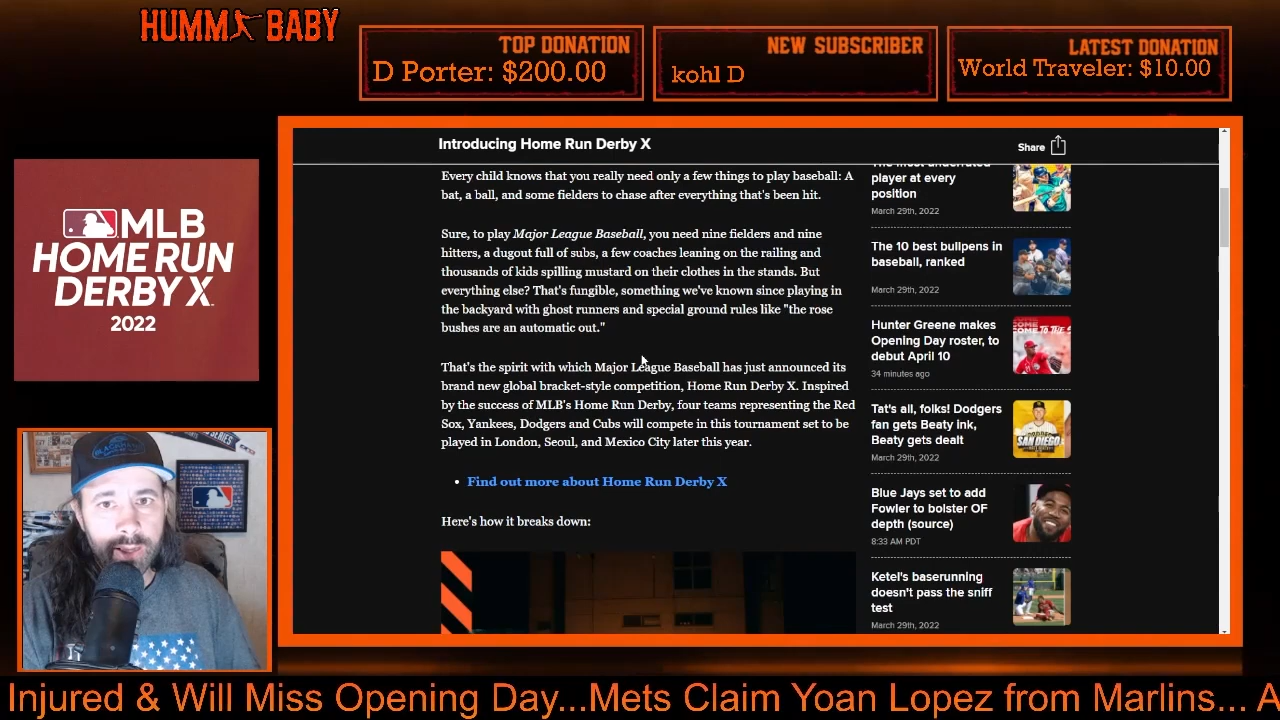 HUMM BABY
TOP DONATION
D Porter: $200.00
NEW SUBSCRIBER
kohl D
LATEST DONATION
World Traveler: $10.00
MLB
HOME RUN
DERBY X
2022
Introducing Home Run Derby X
Share
Every child knows that you really need only a few things to play baseball: A
bat, a ball, and some fielders to chase after everything that's been hit.
Sure, to play Major League Baseball, you need nine fielders and nine
hitters, a dugout full of subs, a few coaches leaning on the railing and
thousands of kids spilling mustard on their clothes in the stands. But
everything else? That's fungible, something we've known since playing in
the backyard with ghost runners and special ground rules like "the rose
bushes are an automatic out."
That's the spirit with which Major League Baseball has just announced its
brand new global bracket-style competition, Home Run Derby X. Inspired
by the success of MLB's Home Run Derby, four teams representing the Red
Sox, Yankees, Dodgers and Cubs will compete in this tournament set to be
played in London, Seoul, and Mexico City later this year.
• Find out more about Home Run Derby X
Here's how it breaks down:
The most underrated
player at every
position
March 29th, 2022
The 10 best bullpens in
baseball, ranked
March 29th, 2022
Hunter Greene makes
Opening Day roster, to
debut April 10
34 minutes ago
Tat's all, folks! Dodgers
fan gets Beaty ink,
Beaty gets dealt
March 29th, 2022
SAN DIEGO
Blue Jays set to add
Fowler to bolster OF
depth (source)
8:33 AM PDT
Ketel's baserunning
doesn't pass the sniff
test
March 29th, 2022
Injured & Will Miss Opening Day...Mets Claim Yoan Lopez from Marlins... A